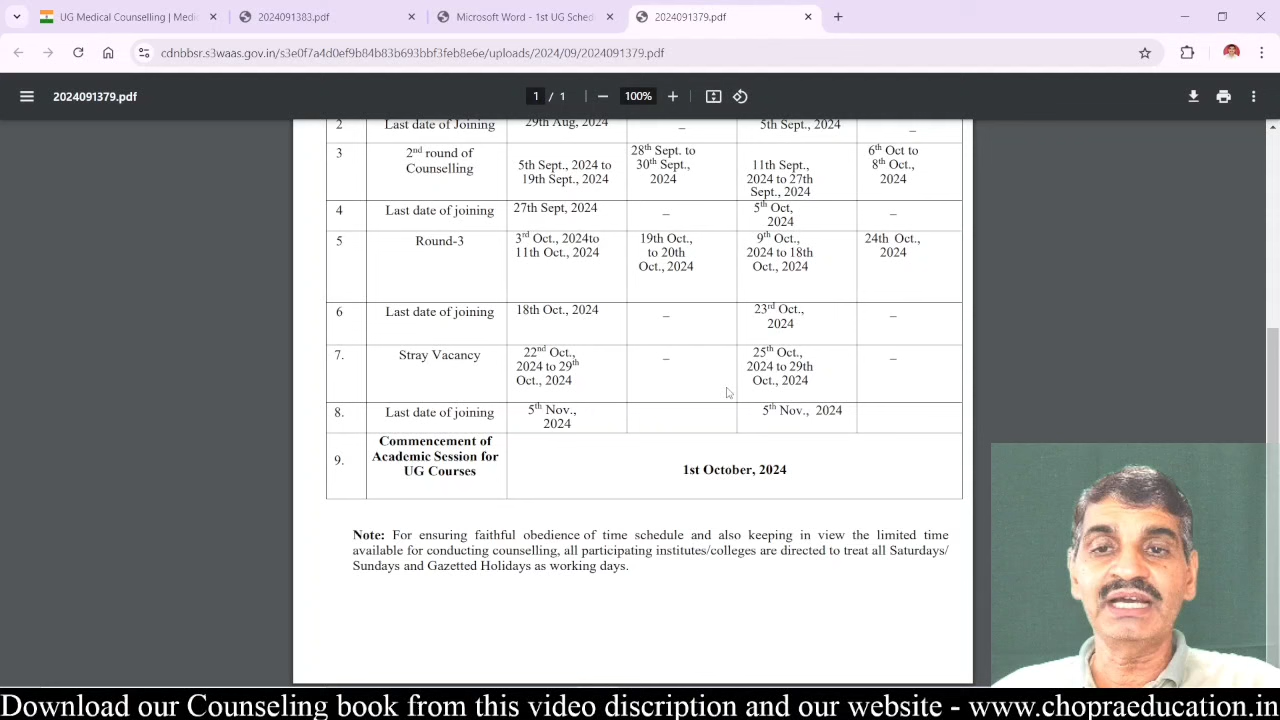 UG Medical Counselling | Medic
2024091383.pdf
Microsoft Word - 1st UG Sched
2024091379.pdf
cdnbbsr.s3waas.gov.in/s3e0f7a4d0ef9b84b83b693bbf3feb8e6e/uploads/2024/09/2024091379.pdf
2024091379.pdf
1 / 1
100%
2 Last date of Joining 29th Aug, 2024 – 5th Sept., 2024 –
3 2nd round of Counselling 5th Sept., 2024 to 19th Sept., 2024 28th Sept. to 30th Sept., 2024 11th Sept., 2024 to 27th Sept., 2024 6th Oct to 8th Oct., 2024
4 Last date of joining 27th Sept, 2024 – 5th Oct, 2024 –
5 Round-3 3rd Oct., 2024to 11th Oct., 2024 19th Oct., to 20th Oct., 2024 9th Oct., 2024 to 18th Oct., 2024 24th Oct., 2024
6 Last date of joining 18th Oct., 2024 – 23rd Oct., 2024 –
7. Stray Vacancy 22nd Oct., 2024 to 29th Oct., 2024 – 25th Oct., 2024 to 29th Oct., 2024 –
8. Last date of joining 5th Nov., 2024 5th Nov., 2024
9. Commencement of Academic Session for UG Courses 1st October, 2024
Note: For ensuring faithful obedience of time schedule and also keeping in view the limited time
available for conducting counselling, all participating institutes/colleges are directed to treat all Saturdays/
Sundays and Gazetted Holidays as working days.
Download our Counseling book from this video discription and our website - www.chopraeducation.in